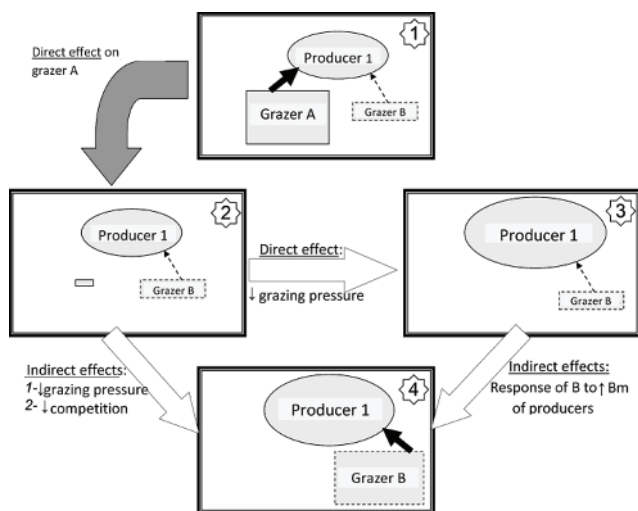 Direct effect on
grazer A
1
Producer 1
Grazer A
Grazer B
2
Producer 1
Grazer B
Direct effect:
↓ grazing pressure
3
Producer 1
Grazer B
Indirect effects:
1-↓grazing pressure
2- ↓competition
4
Producer 1
Grazer B
Indirect effects:
Response of B to↑ Bm
of producers